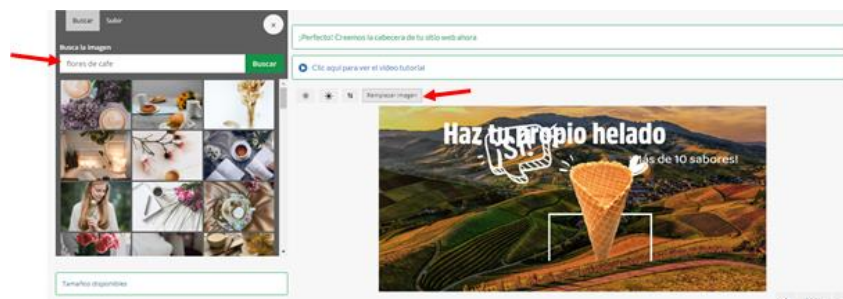 Buscar Subir
×
Busca la Imagen
flores de cafe Buscar
Tamaños disponibles
¡Perfecto! Creemos la cabecera de tu sitio web ahora
Clic aquí para ver el video tutorial
Remplazar imagen
Haz tu propio helado
¡SÍ!
Más de 10 sabores!